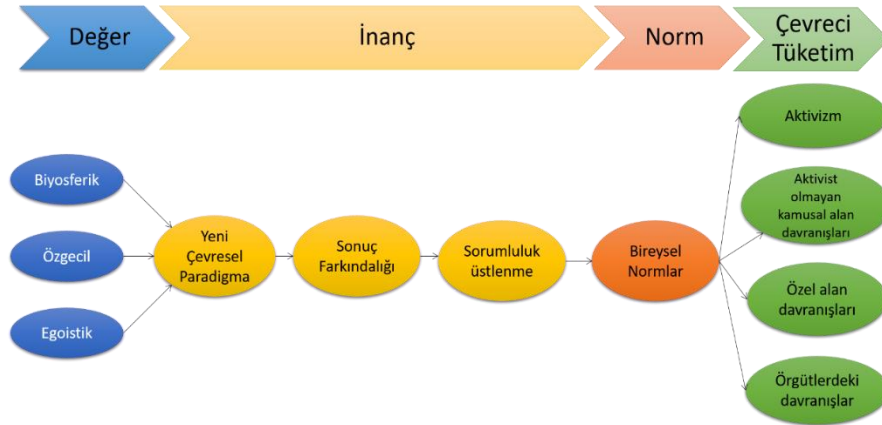 Değer
İnanç
Norm
Çevreci
Tüketim
Biyosferik
Özgecil
Egoistik
Yeni
Çevresel
Paradigma
Sonuç
Farkındalığı
Sorumluluk
üstlenme
Bireysel
Normlar
Aktivizm
Aktivist
olmayan
kamusal alan
davranışları
Özel alan
davranışları
Örgütlerdeki
davranışlar